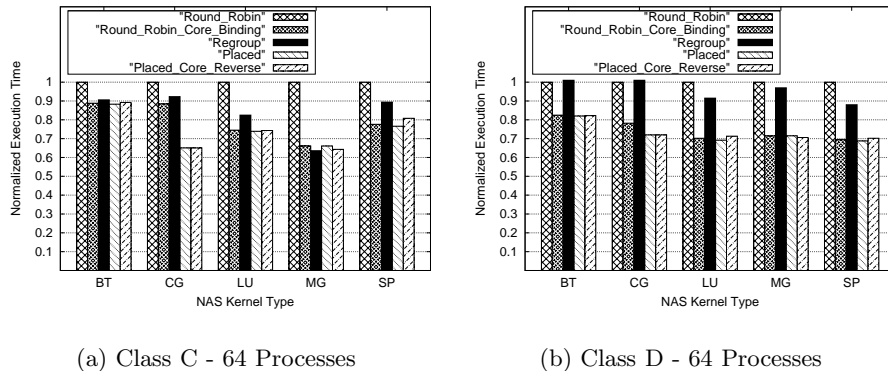 "Round_Robin"
"Round_Robin_Core_Binding"
"Regroup"
"Placed"
"Placed_Core_Reverse"
Normalized Execution Time
1
0.9
0.8
0.7
0.6
0.5
0.4
0.3
0.2
0.1
BT CG LU MG SP
NAS Kernel Type
(a) Class C - 64 Processes
"Round_Robin"
"Round_Robin_Core_Binding"
"Regroup"
"Placed"
"Placed_Core_Reverse"
Normalized Execution Time
1
0.9
0.8
0.7
0.6
0.5
0.4
0.3
0.2
0.1
BT CG LU MG SP
NAS Kernel Type
(b) Class D - 64 Processes